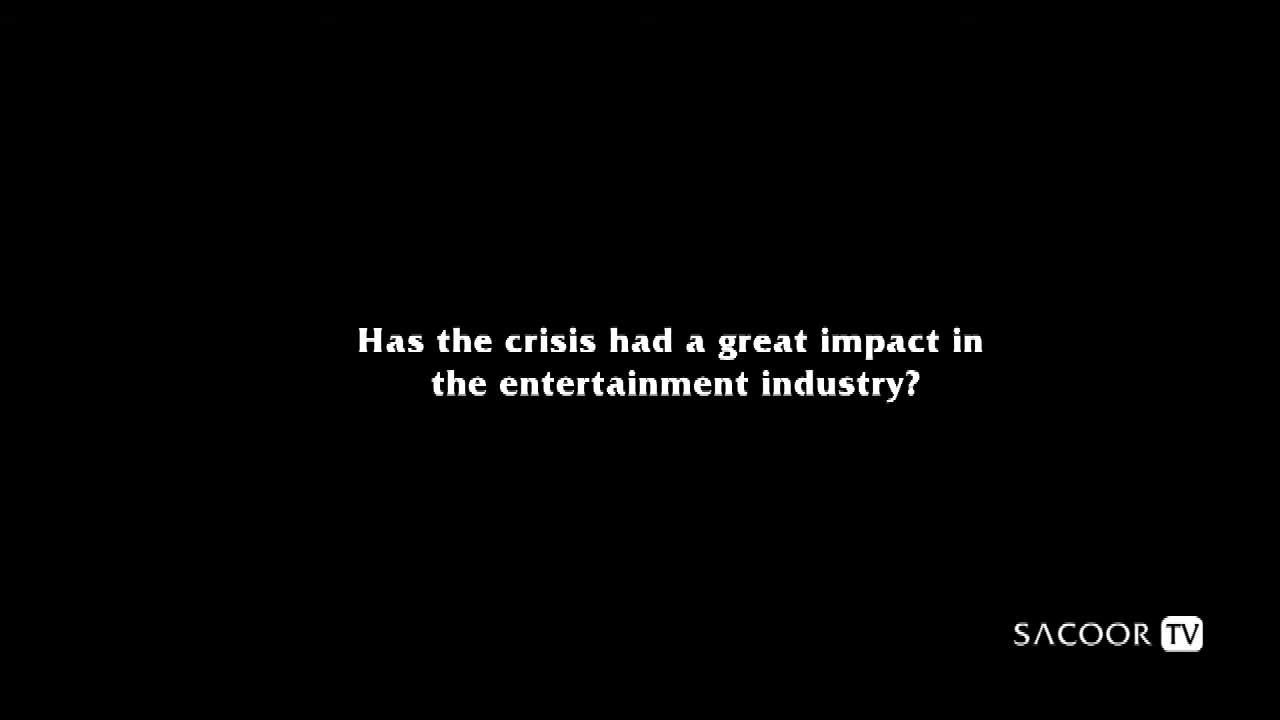 Has the crisis had a great impact in
the entertainment industry?
SACOOR TV